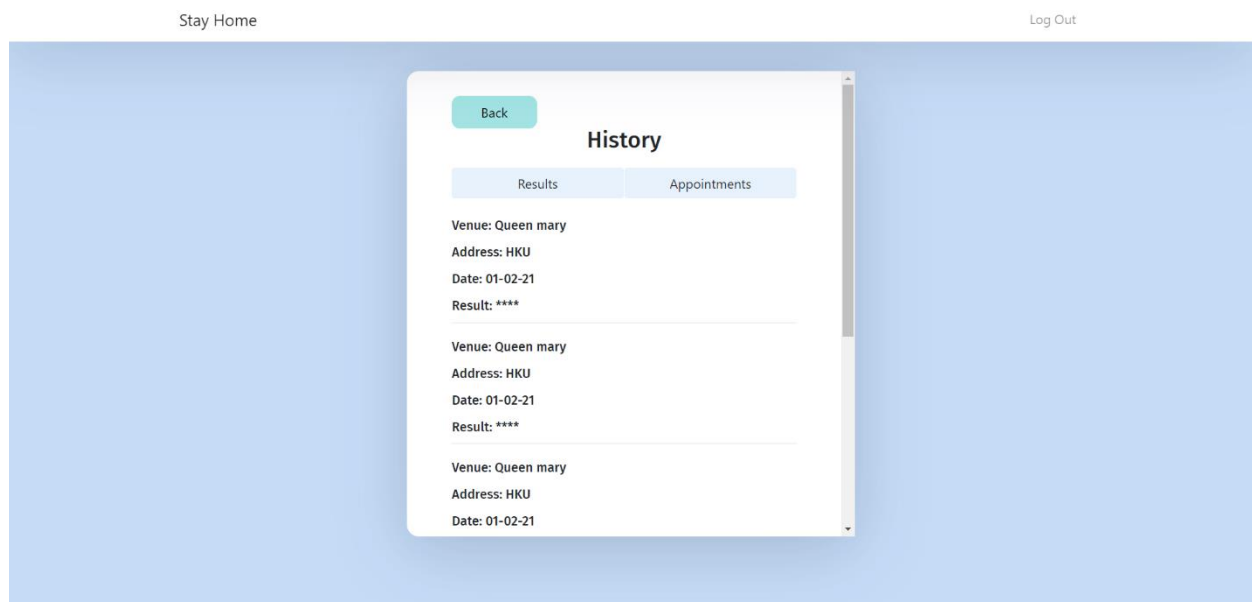 Stay Home
Log Out
Back
History
Results
Appointments
Venue: Queen mary
Address: HKU
Date: 01-02-21
Result: ****
Venue: Queen mary
Address: HKU
Date: 01-02-21
Result: ****
Venue: Queen mary
Address: HKU
Date: 01-02-21